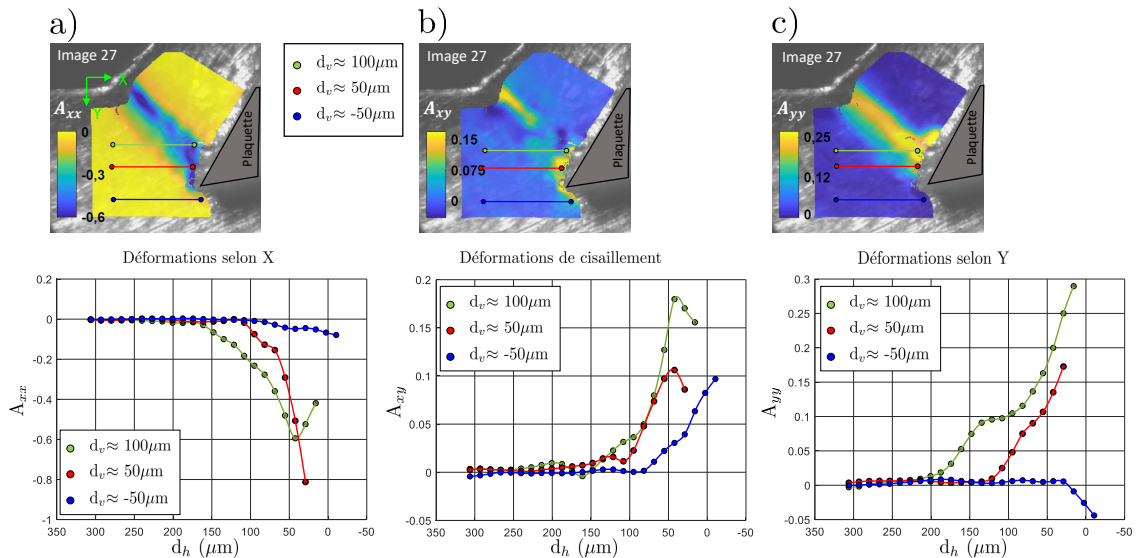 a)
b)
c)
Image 27
X
Y
A_xx
0
-0,3
-0,6
Plaquette
d_v≈ 100μm
d_v≈ 50μm
d_v≈ -50μm
Image 27
A_xy
0.15
0.075
0
Plaquette
Image 27
A_yy
0,25
0,12
0
Plaquette
Déformations selon X
0.2
0
-0.2
-0.4
-0.6
-0.8
-1
A_xx
d_v≈ 100μm
d_v≈ 50μm
d_v≈ -50μm
350 300 250 200 150 100 50 0 -50
d_h (μm)
Déformations de cisaillement
0.2
0.15
0.1
0.05
0
-0.05
A_xy
d_v≈ 100μm
d_v≈ 50μm
d_v≈ -50μm
350 300 250 200 150 100 50 0 -50
d_h (μm)
Déformations selon Y
0.3
0.25
0.2
0.15
0.1
0.05
0
-0.05
A_yy
d_v≈ 100μm
d_v≈ 50μm
d_v≈ -50μm
350 300 250 200 150 100 50 0 -50
d_h (μm)